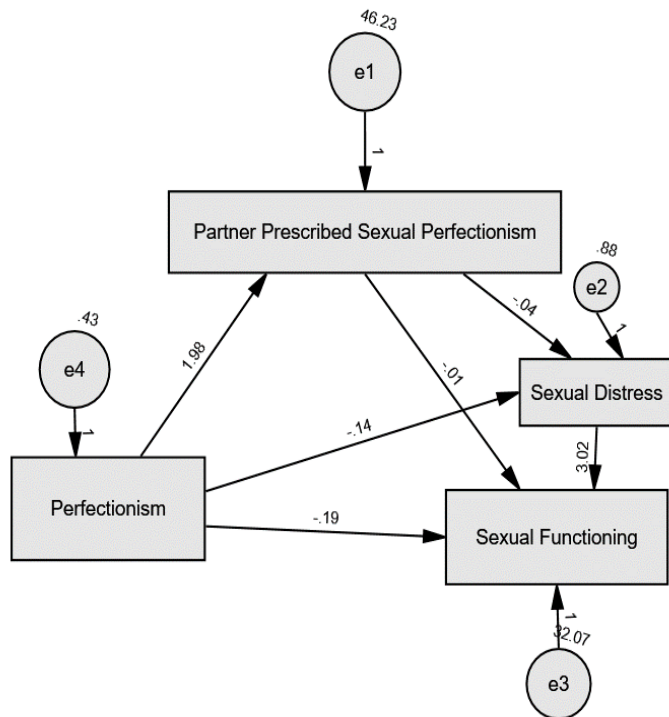 46.23
e1
1
Partner Prescribed Sexual Perfectionism
.88
e2
1
-.04
.43
e4
1
1.98
-.01
Sexual Distress
-.14
3.02
Perfectionism
-.19
Sexual Functioning
1
32.07
e3